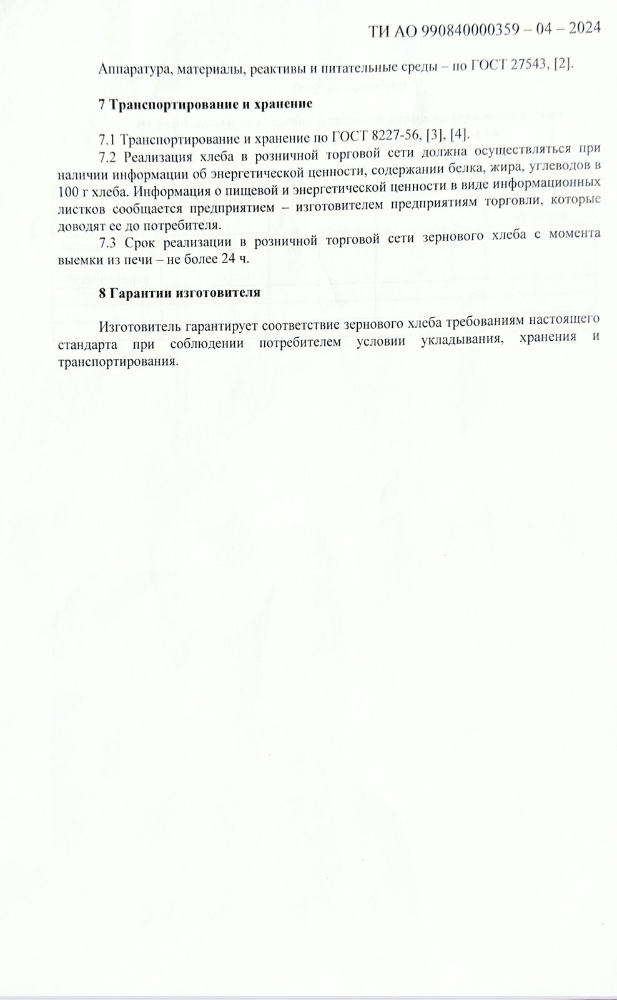 ТИ АО 990840000359 – 04 – 2024
Аппаратура, материалы, реактивы и питательные среды – по ГОСТ 27543, [2].
7 Транспортирование и хранение
7.1 Транспортирование и хранение по ГОСТ 8227-56, [3], [4].
7.2 Реализация хлеба в розничной торговой сети должна осуществляться при
наличии информации об энергетической ценности, содержании белка, жира, углеводов в
100 г хлеба. Информация о пищевой и энергетической ценности в виде информационных
листков сообщается предприятием – изготовителем предприятиям торговли, которые
доводят ее до потребителя.
7.3 Срок реализации в розничной торговой сети зернового хлеба с момента
выемки из печи – не более 24 ч.
8 Гарантии изготовителя
Изготовитель гарантирует соответствие зернового хлеба требованиям настоящего
стандарта при соблюдении потребителем условии укладывания, хранения и
транспортирования.